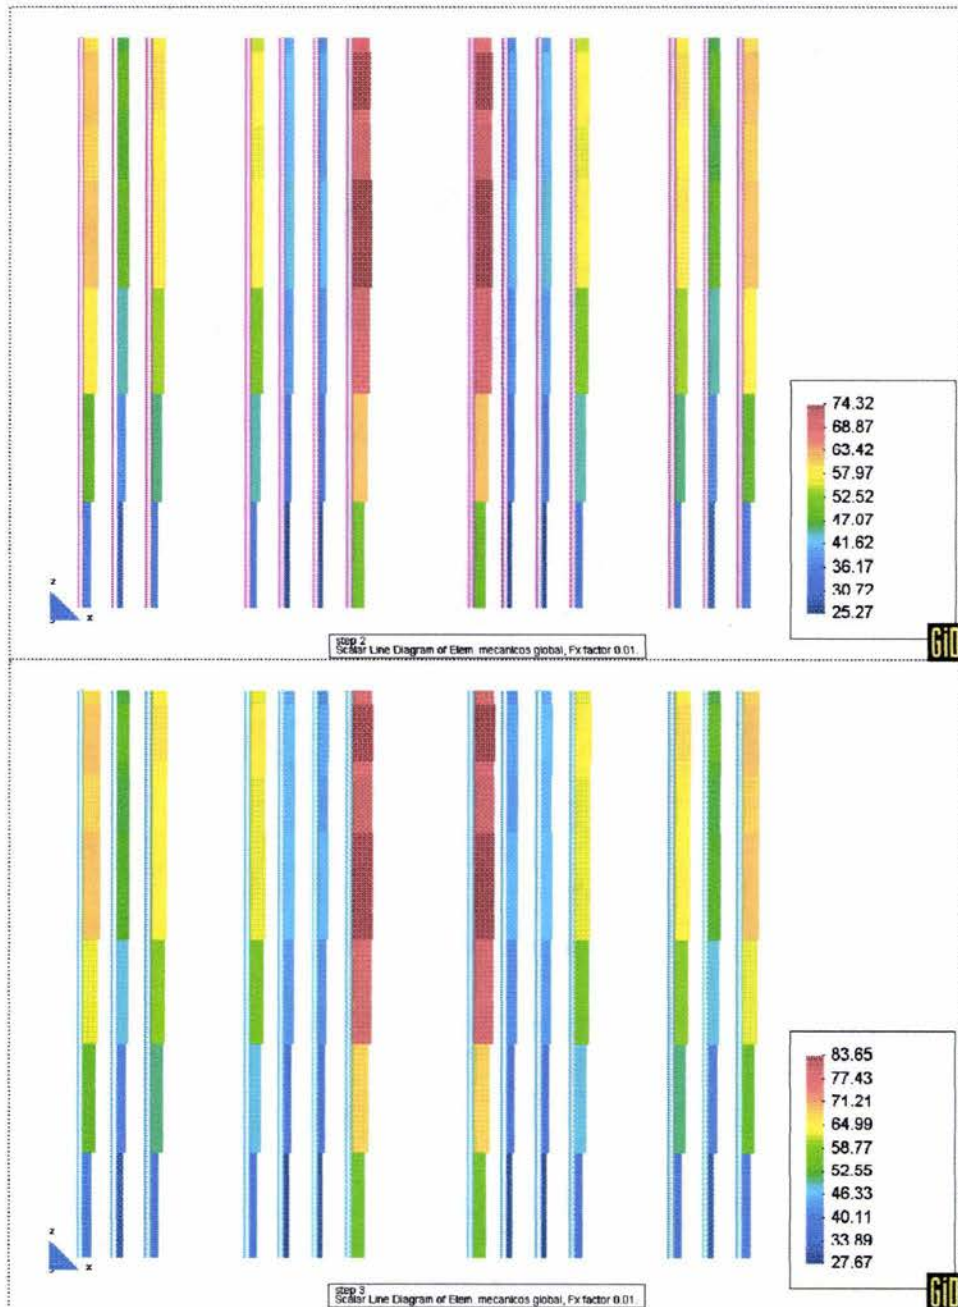 74.32
68.87
63.42
57.97
52.52
47.07
41.62
36.17
30.72
25.27
z
x
GiD
step 2
Scalar Line Diagram of Elem mecanicos global, Fx factor 0.01.
83.65
77.43
71.21
64.99
58.77
52.55
46.33
40.11
33.89
27.67
z
x
GiD
step 3
Scalar Line Diagram of Elem mecanicos global, Fx factor 0.01.